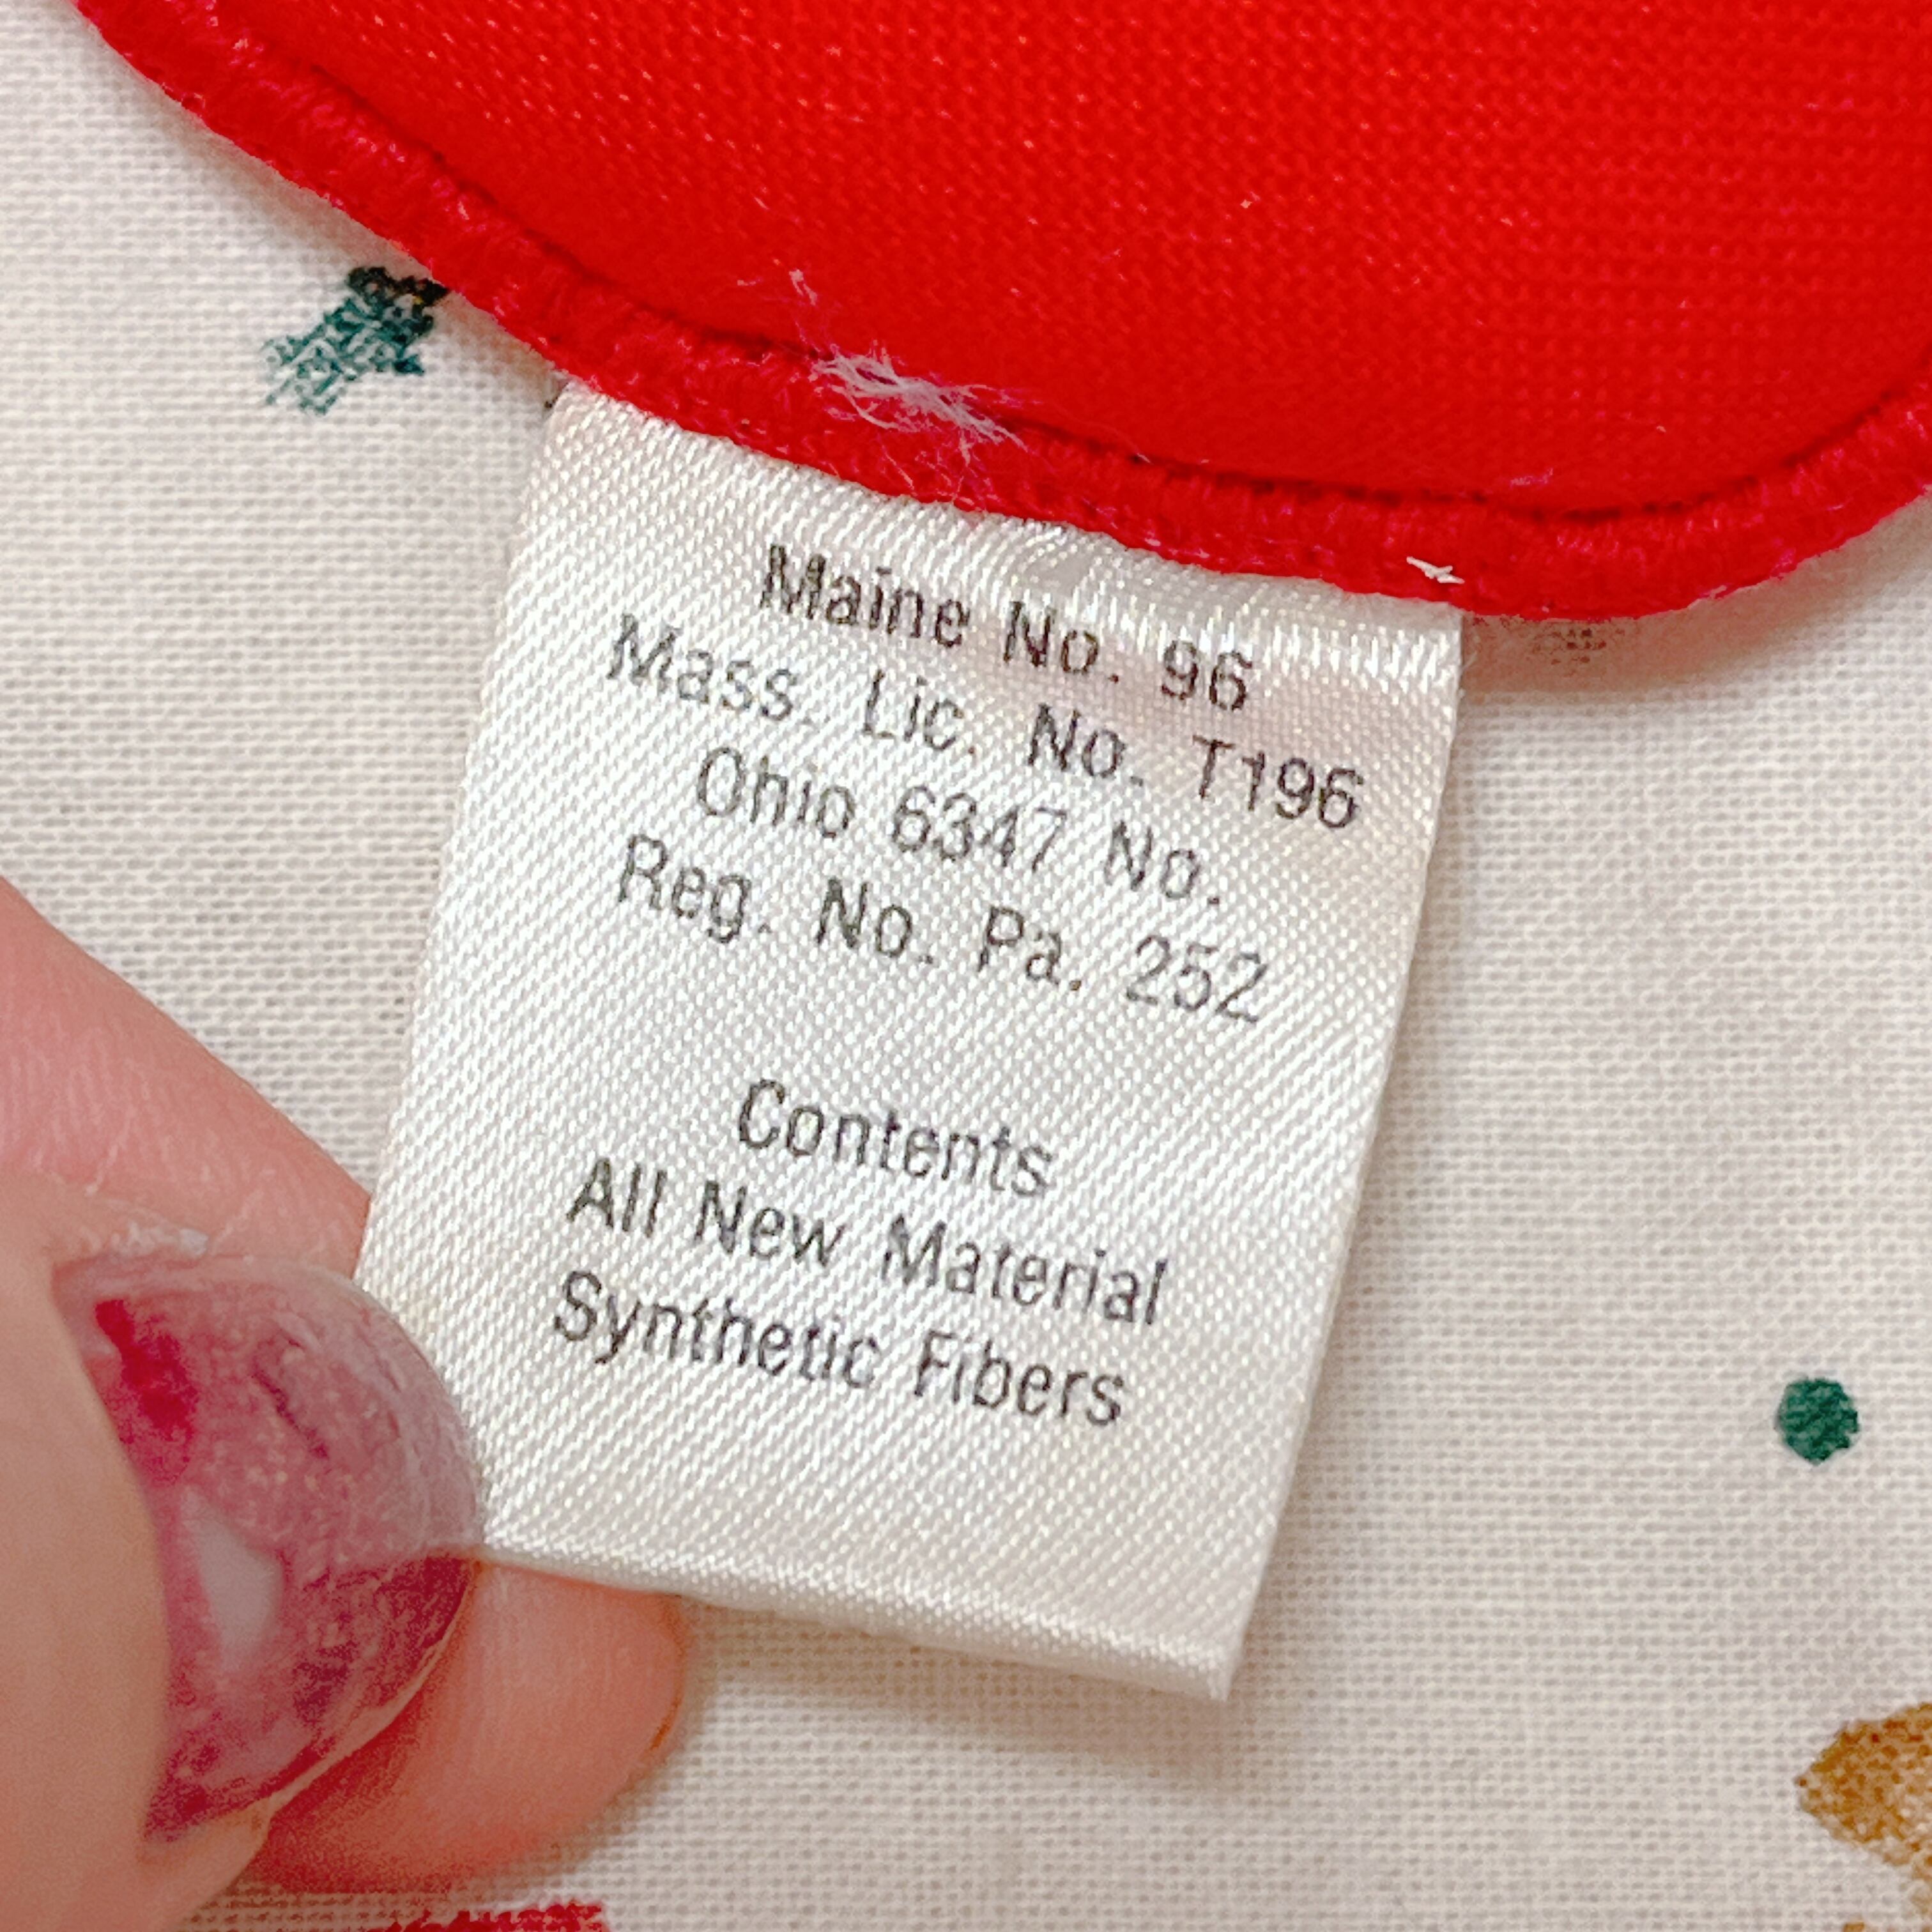 Maine No. 96
Mass. Lic. No. T196
Ohio 6347 No.
Reg. No. Pa. 252
Contents
All New Material
Synthetic Fibers